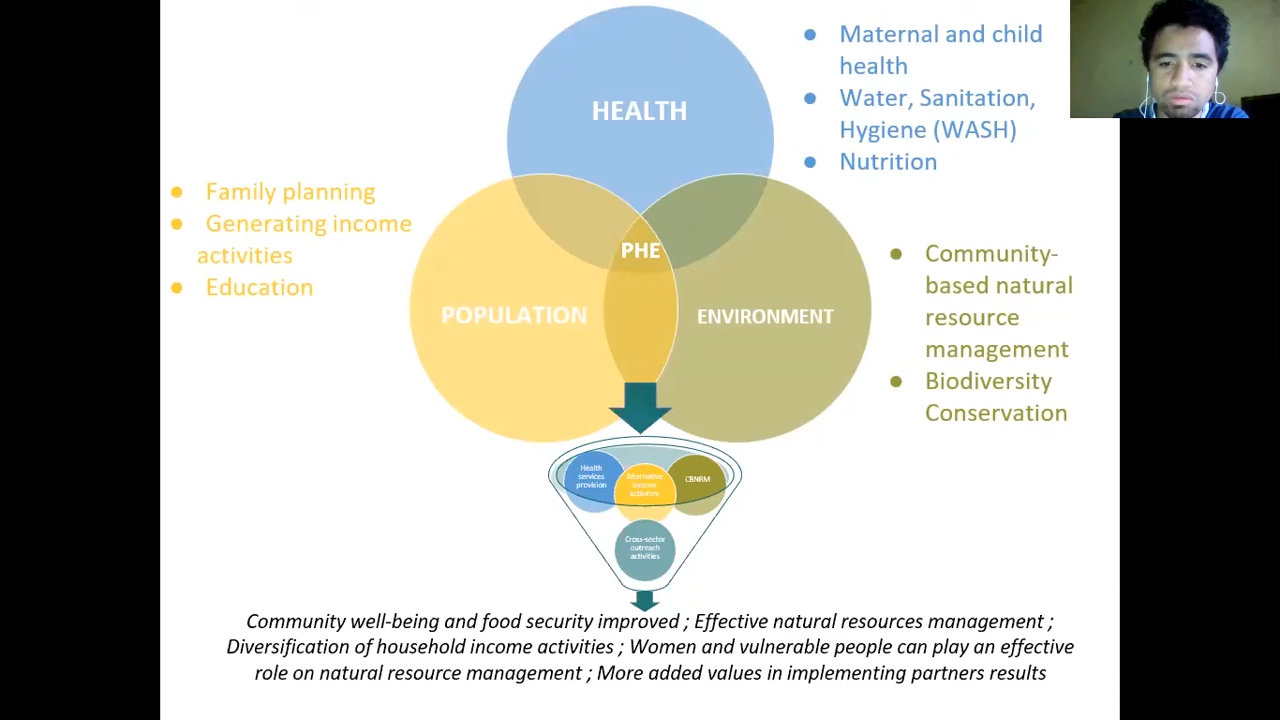 HEALTH
● Maternal and child
health
● Water, Sanitation,
Hygiene (WASH)
● Nutrition
● Family planning
● Generating income
activities
● Education
PHE
POPULATION
ENVIRONMENT
● Community-
based natural
resource
management
● Biodiversity
Conservation
Health
services
provision
Alternative
income
activities
CBNRM
Cross-sector
outreach
activities
Community well-being and food security improved ; Effective natural resources management ;
Diversification of household income activities ; Women and vulnerable people can play an effective
role on natural resource management ; More added values in implementing partners results